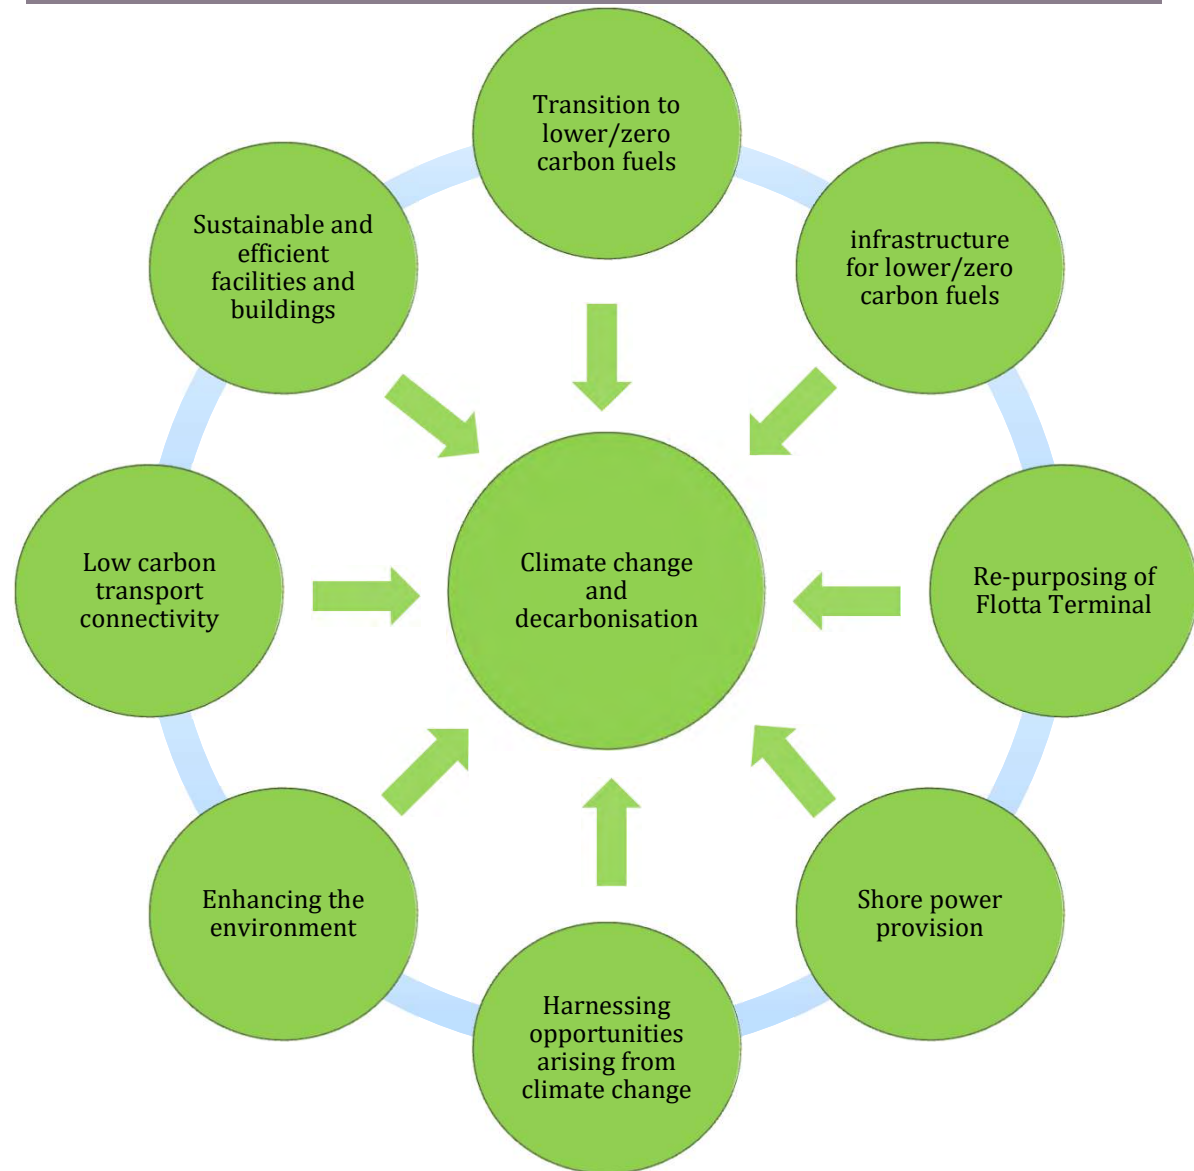 Transition to
lower/zero
carbon fuels
infrastructure
for lower/zero
carbon fuels
Re-purposing of
Flotta Terminal
Shore power
provision
Harnessing
opportunities
arising from
climate change
Enhancing the
environment
Low carbon
transport
connectivity
Sustainable and
efficient
facilities and
buildings
Climate change
and
decarbonisation